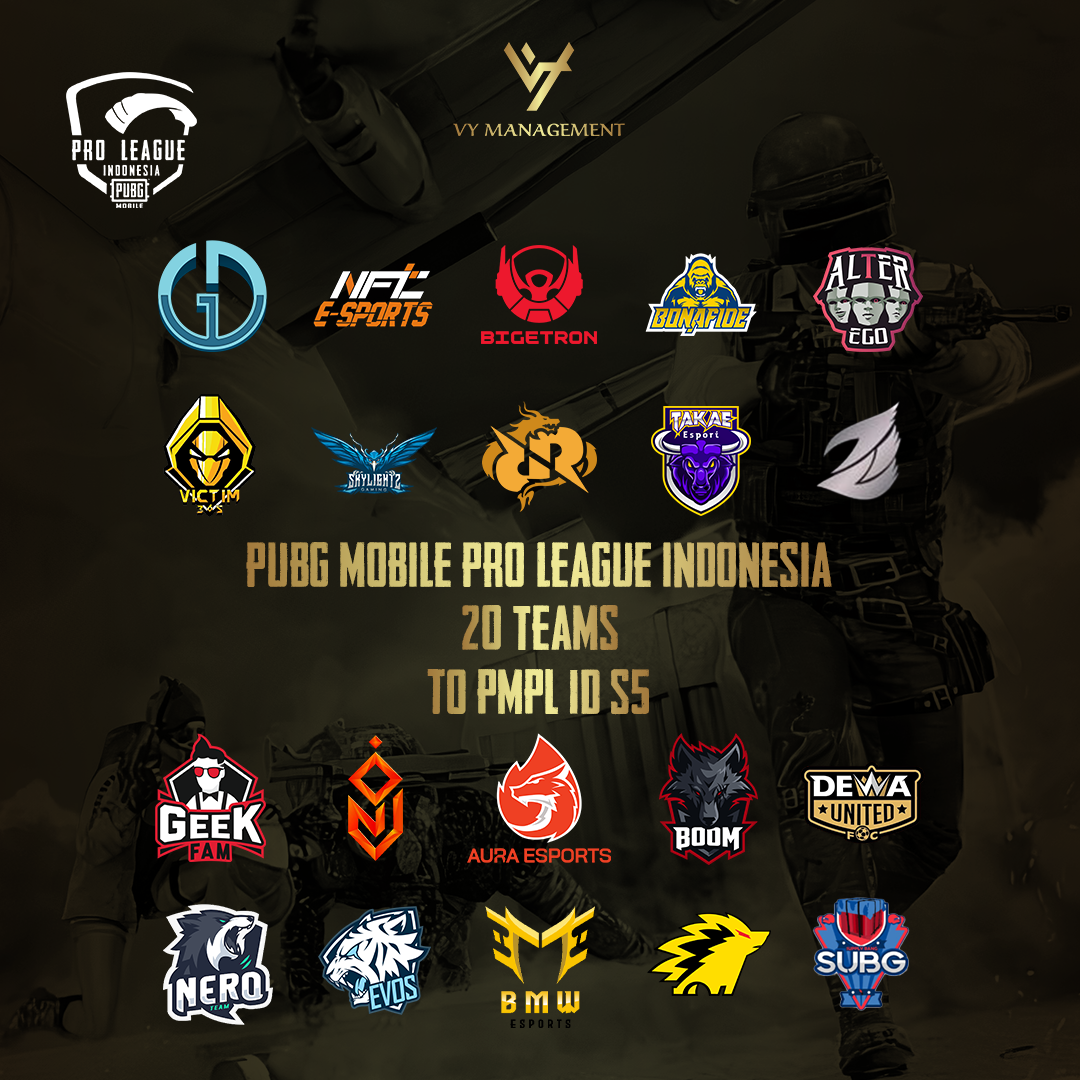 VY MANAGEMENT
PRO LEAGUE
INDONESIA
PUBG
MOBILE
NFT
E-SPORTS
BIGETRON
BONAFIDE
ALTER
EGO
VICTIM
SKYLIGHTZ
GAMING
TAKAE
Esport
PUBG MOBILE PRO LEAGUE INDONESIA
20 TEAMS
TO PMPL ID S5
GEEK
FAM
AURA ESPORTS
BOOM
DEWA
UNITED
FC
NERO
TEAM
EVOS
BMW
ESPORTS
SUBG